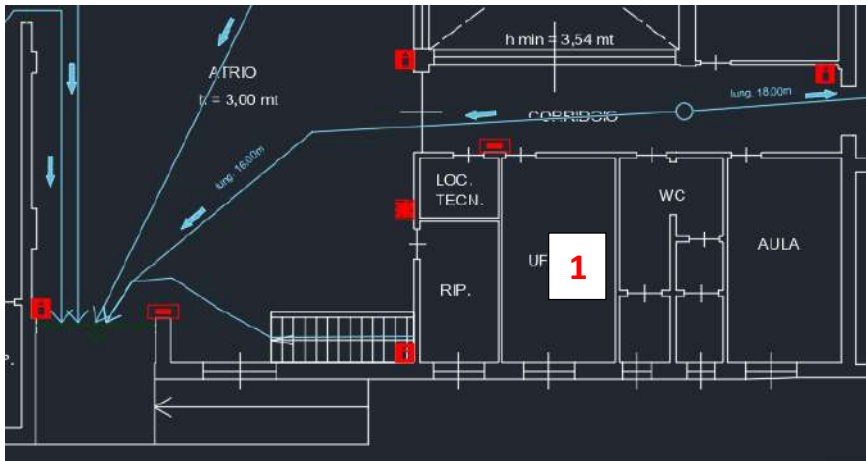 h min = 3,54 mt
ATRIO
h = 3,00 mt
lung. 18.00m
CORRIDOIO
lung. 16.00m
LOC.
TECN.
WC
UF
1
AULA
RIP.
P.